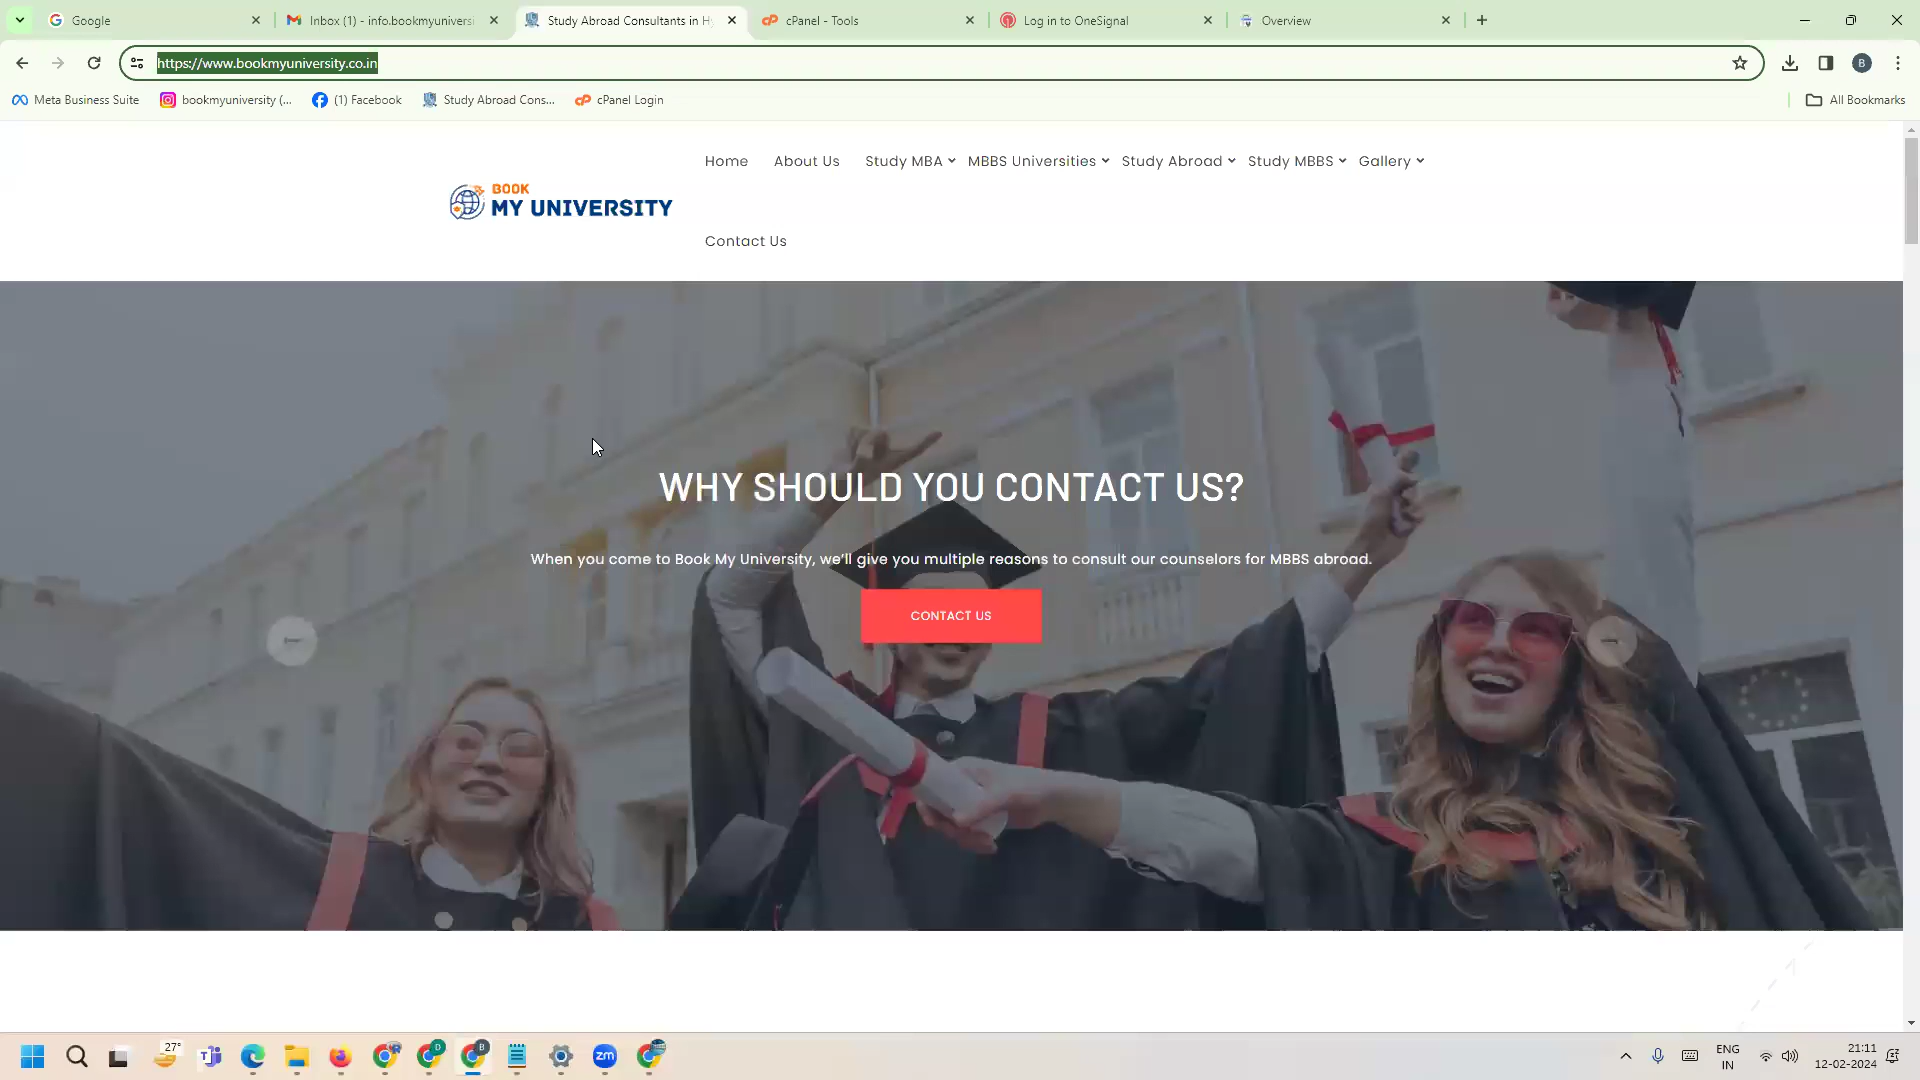 Google
Inbox (1) - info.bookmyuniversi
Study Abroad Consultants in Hy
cPanel - Tools
Log in to OneSignal
Overview
https://www.bookmyuniversity.co.in
B
Meta Business Suite
bookmyuniversity (...
(1) Facebook
Study Abroad Cons...
cPanel Login
All Bookmarks
Home
About Us
Study MBA
MBBS Universities
Study Abroad
Study MBBS
Gallery
BOOK
MY UNIVERSITY
Contact Us
WHY SHOULD YOU CONTACT US?
When you come to Book My University, we'll give you multiple reasons to consult our counselors for MBBS abroad.
CONTACT US
27°
D
B
zm
ENG
IN
21:11
12-02-2024